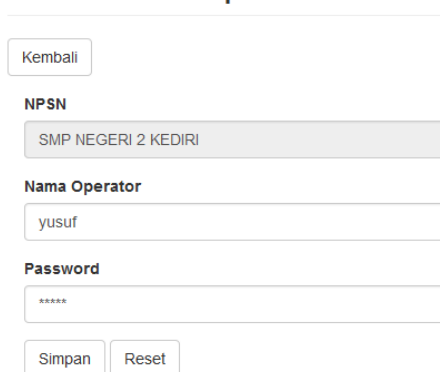 Kembali
NPSN
SMP NEGERI 2 KEDIRI
Nama Operator
yusuf
Password
*****
Simpan Reset